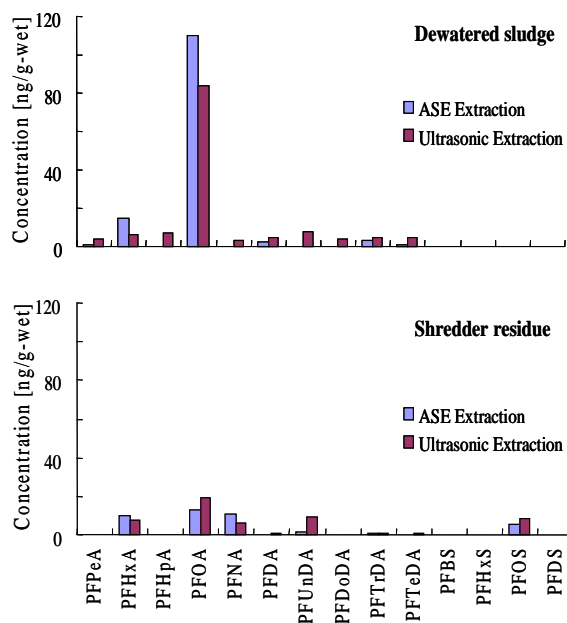 120
Dewatered sludge
80
ASE Extraction
Ultrasonic Extraction
40
0
Concentration [ng/g-wet]
120
Shredder residue
80
ASE Extraction
Ultrasonic Extraction
40
0
Concentration [ng/g-wet]
PFPeA
PFHxA
PFHpA
PFOA
PFNA
PFDA
PFUnDA
PFDoDA
PFTrDA
PFTeDA
PFBS
PFHxS
PFOS
PFDS